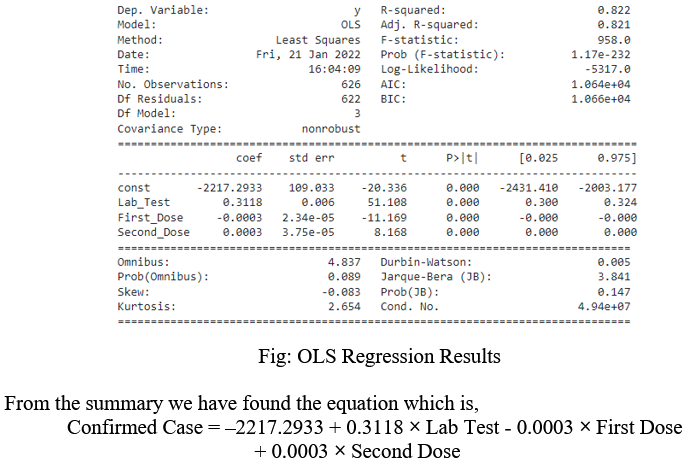 Dep. Variable: y R-squared: 0.822
Model: OLS Adj. R-squared: 0.821
Method: Least Squares F-statistic: 958.0
Date: Fri, 21 Jan 2022 Prob (F-statistic): 1.17e-232
Time: 16:04:09 Log-Likelihood: -5317.0
No. Observations: 626 AIC: 1.064e+04
Df Residuals: 622 BIC: 1.066e+04
Df Model: 3
Covariance Type: nonrobust
coef std err t P>|t| [0.025 0.975]
const -2217.2933 109.033 -20.336 0.000 -2431.410 -2003.177
Lab_Test 0.3118 0.006 51.108 0.000 0.300 0.324
First_Dose -0.0003 2.34e-05 -11.169 0.000 -0.000 -0.000
Second_Dose 0.0003 3.75e-05 8.168 0.000 0.000 0.000
Omnibus: 4.837 Durbin-Watson: 0.005
Prob(Omnibus): 0.089 Jarque-Bera (JB): 3.841
Skew: -0.083 Prob(JB): 0.147
Kurtosis: 2.654 Cond. No. 4.94e+07
Fig: OLS Regression Results
From the summary we have found the equation which is,
Confirmed Case = –2217.2933 + 0.3118 × Lab Test - 0.0003 × First Dose
+ 0.0003 × Second Dose